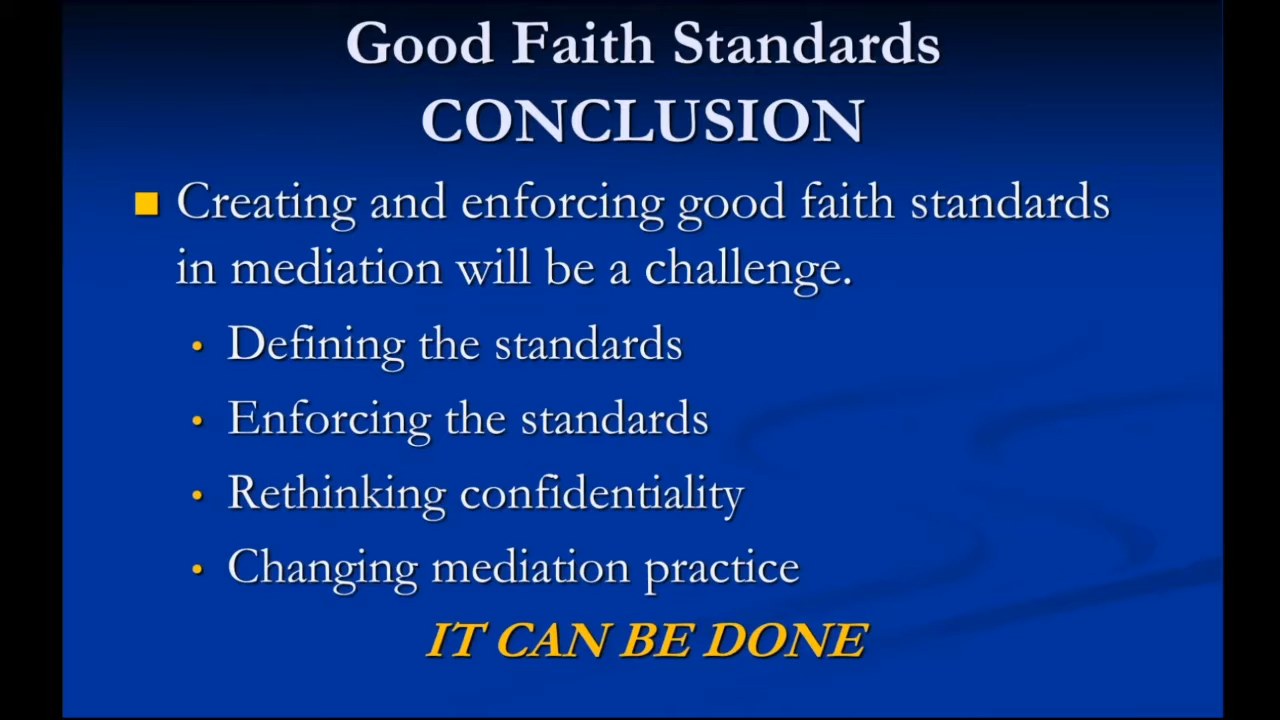 Good Faith Standards
CONCLUSION
Creating and enforcing good faith standards
in mediation will be a challenge.
• Defining the standards
• Enforcing the standards
• Rethinking confidentiality
• Changing mediation practice
IT CAN BE DONE